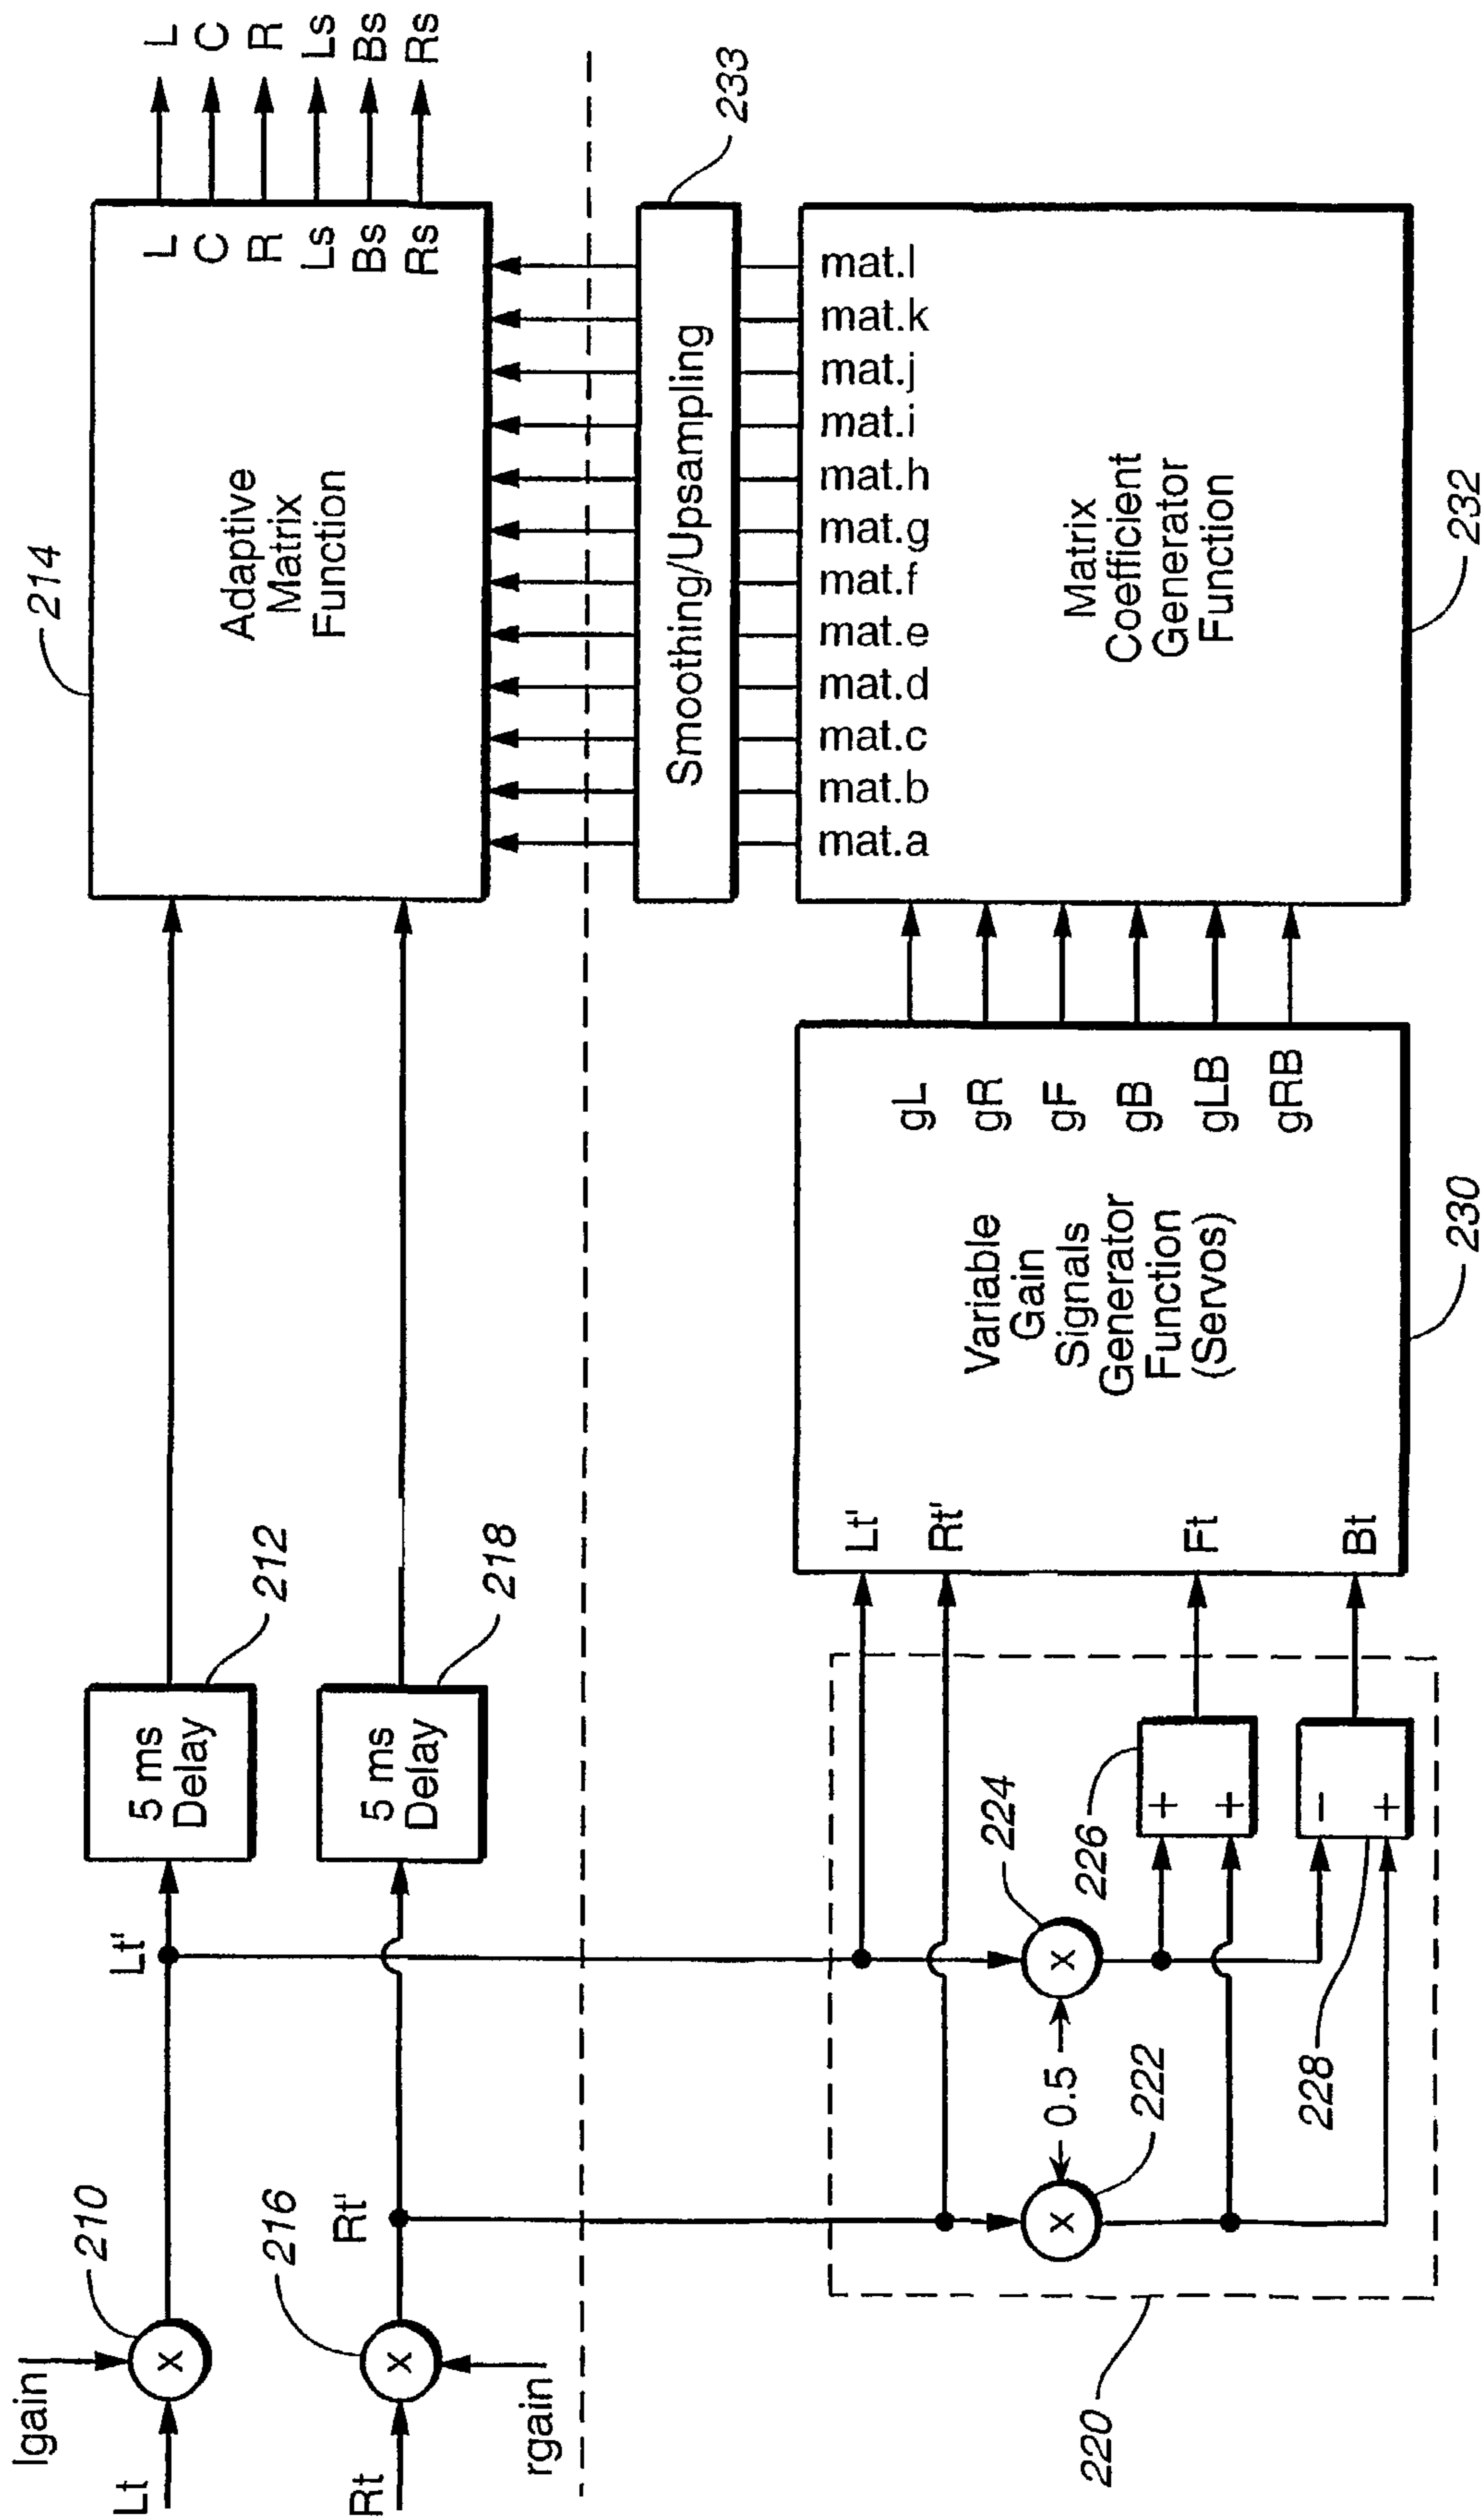 lgain
Lt
210
Lt'
5 ms
Delay
212
214
Adaptive
Matrix
Function
L
C
R
Ls
Bs
Rs
L
C
R
Ls
Bs
Rs
Rt
216
rgain
Rt'
5 ms
Delay
218
x
x
233
Smoothing/Upsampling
mat.a
mat.b
mat.c
mat.d
mat.e
mat.f
mat.g
mat.h
mat.i
mat.j
mat.k
mat.l
Matrix
Coefficient
Generator
Function
232
Lt'
Rt'
Ft
Bt
Variable
Gain
Signals
Generator
Function
(Servos)
gL
gR
gF
gB
gLB
gRB
230
220
x
0.5
x
222
224
226
+
+
228
−
+